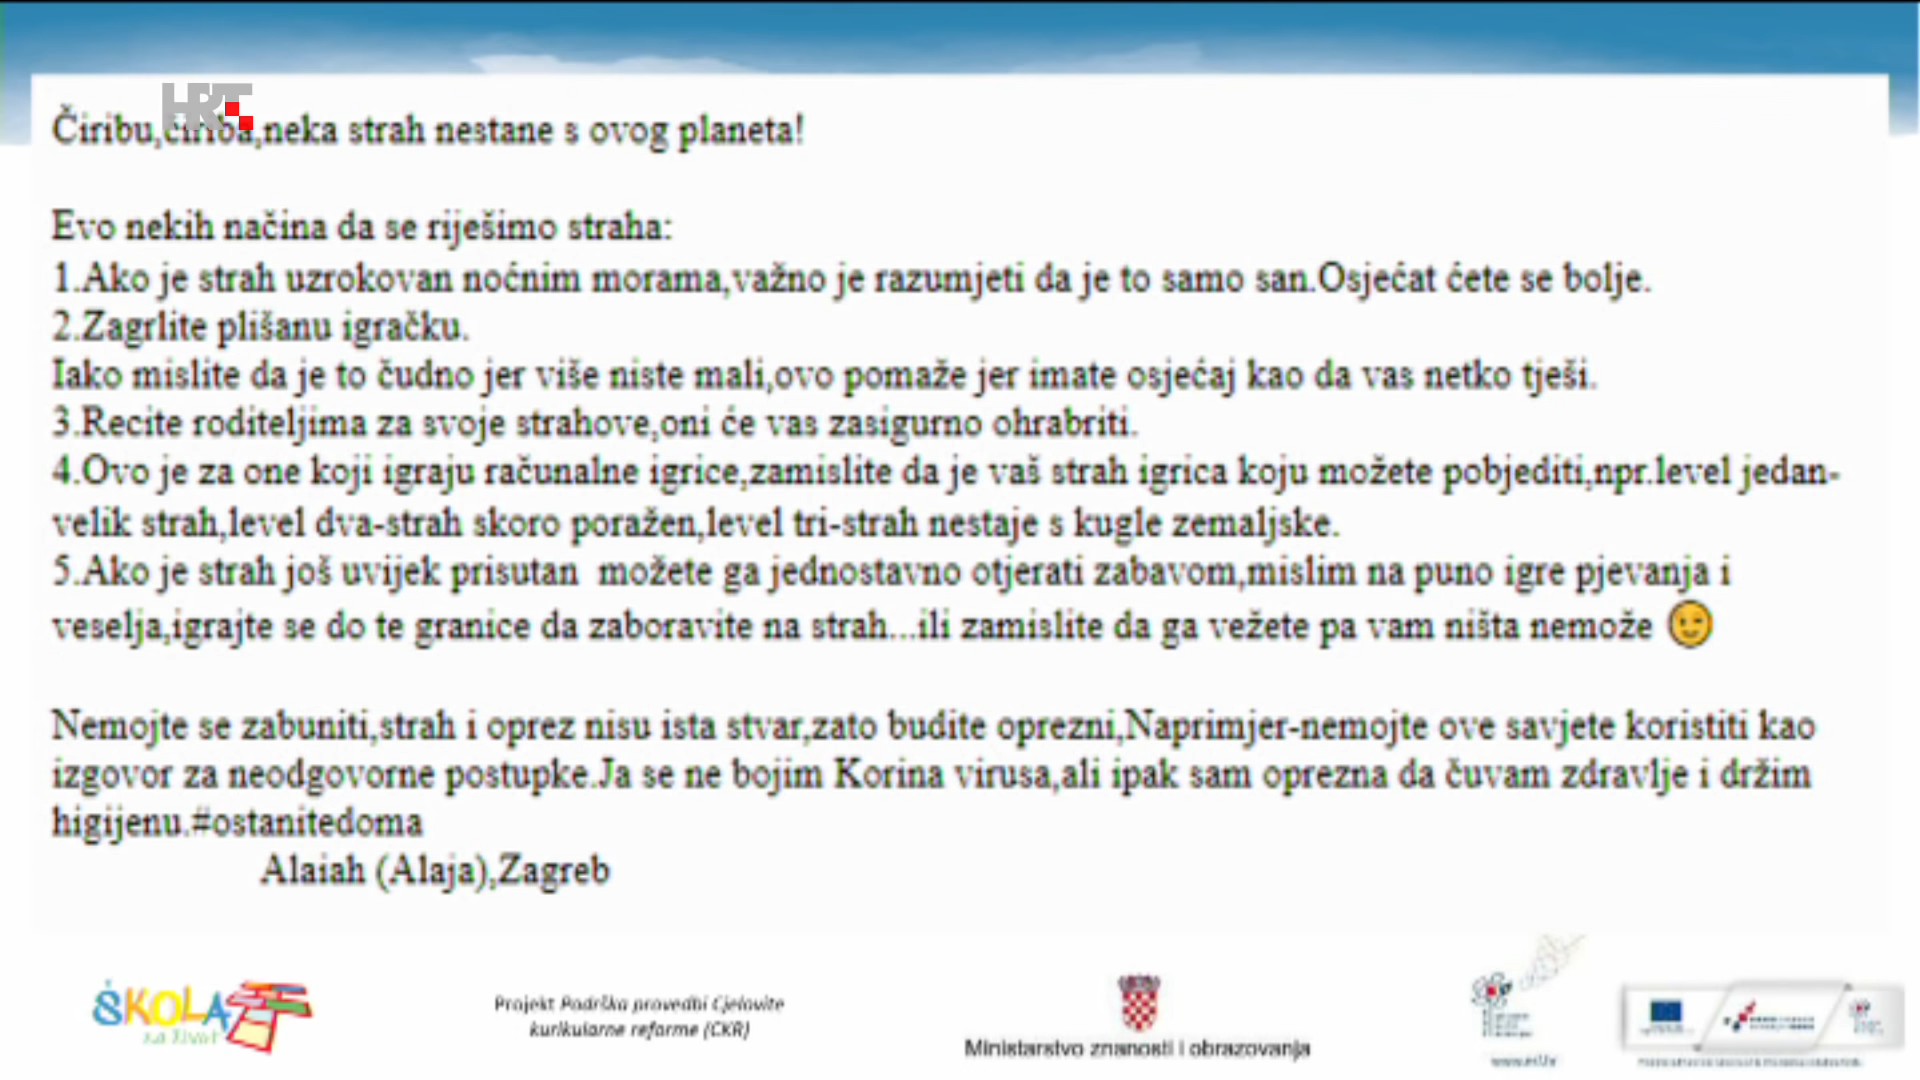 HRT
Čiribu,čiriba,neka strah nestane s ovog planeta!
Evo nekih načina da se riješimo straha:
1.Ako je strah uzrokovan noćnim morama,važno je razumjeti da je to samo san.Osjećat ćete se bolje.
2.Zagrlite plišanu igračku.
Iako mislite da je to čudno jer više niste mali,ovo pomaže jer imate osjećaj kao da vas netko tješi.
3.Recite roditeljima za svoje strahove,oni će vas zasigurno ohrabriti.
4.Ovo je za one koji igraju računalne igrice,zamislite da je vaš strah igrica koju možete pobjediti,npr.level jedan-
velik strah,level dva-strah skoro poražen,level tri-strah nestaje s kugle zemaljske.
5.Ako je strah još uvijek prisutan  možete ga jednostavno otjerati zabavom,mislim na puno igre pjevanja i
veselja,igrajte se do te granice da zaboravite na strah...ili zamislite da ga vežete pa vam ništa nemože 😉
Nemojte se zabuniti,strah i oprez nisu ista stvar,zato budite oprezni,Naprimjer-nemojte ove savjete koristiti kao
izgovor za neodgovorne postupke.Ja se ne bojim Korina virusa,ali ipak sam oprezna da čuvam zdravlje i držim
higijenu.#ostanitedoma
Alaiah (Alaja),Zagreb
ŠKOLA
za život
Projekt Podrška provedbi Cjelovite
kurikularne reforme (CKR)
Ministarstvo znanosti i obrazovanja